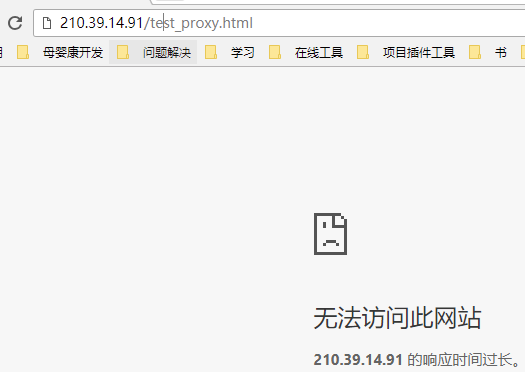 210.39.14.91/test_proxy.html
母婴康开发 问题解决 学习 在线工具 项目插件工具 书
无法访问此网站
210.39.14.91 的响应时间过长。